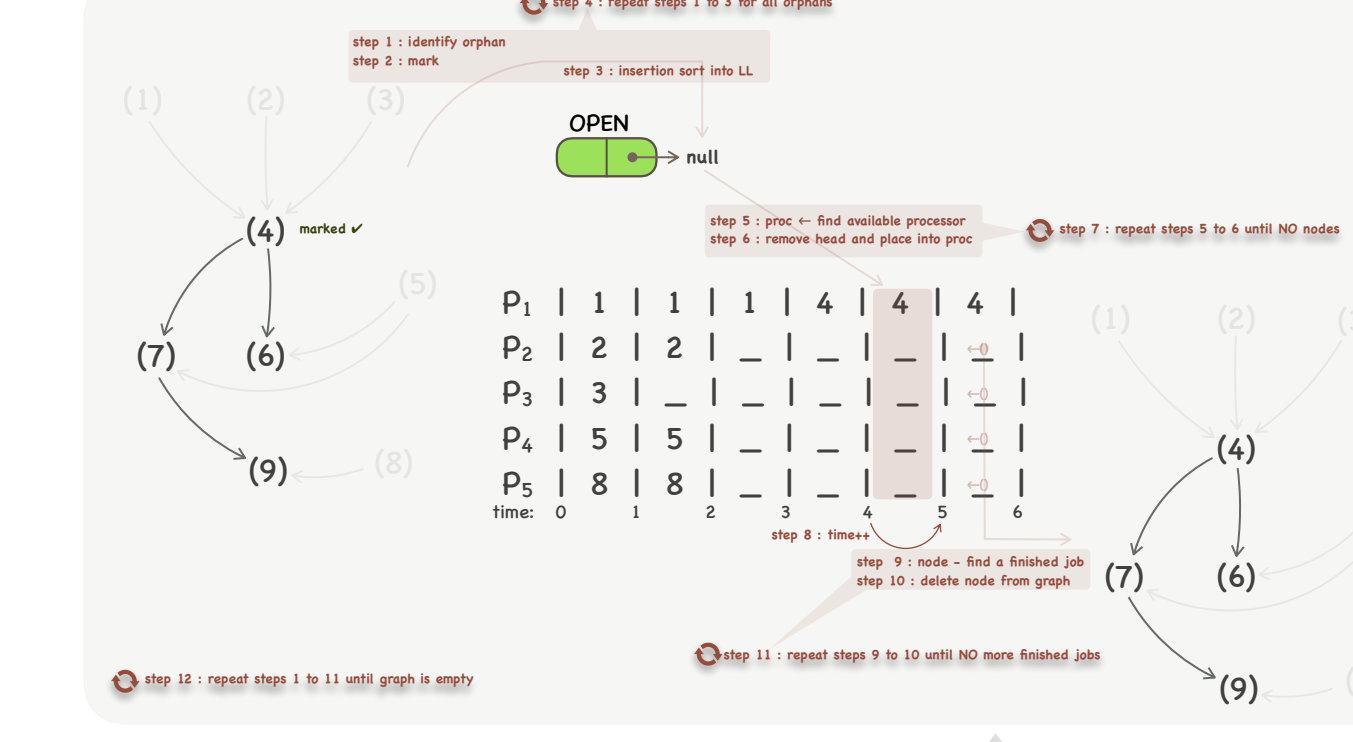 step 4 : repeat steps 1 to 3 for all orphans
step 1 : identify orphan
step 2 : mark
step 3 : insertion sort into LL
(1) (2) (3)
OPEN
null
(4) marked ✔
step 5 : proc ← find available processor
step 6 : remove head and place into proc
step 7 : repeat steps 5 to 6 until NO nodes
(5)
(7) (6)
(9) (8)
P1 | 1 | 1 | 1 | 4 | 4 | 4 |
P2 | 2 | 2 | _ | _ | _ | _ |
←0
P3 | 3 | _ | _ | _ | _ | _ |
←0
P4 | 5 | 5 | _ | _ | _ | _ |
←0
P5 | 8 | 8 | _ | _ | _ | _ |
←0
time: 0 1 2 3 4 5 6
step 8 : time++
step 9 : node - find a finished job
step 10 : delete node from graph
step 11 : repeat steps 9 to 10 until NO more finished jobs
(1) (2)
(4)
(7) (6)
(9)
step 12 : repeat steps 1 to 11 until graph is empty